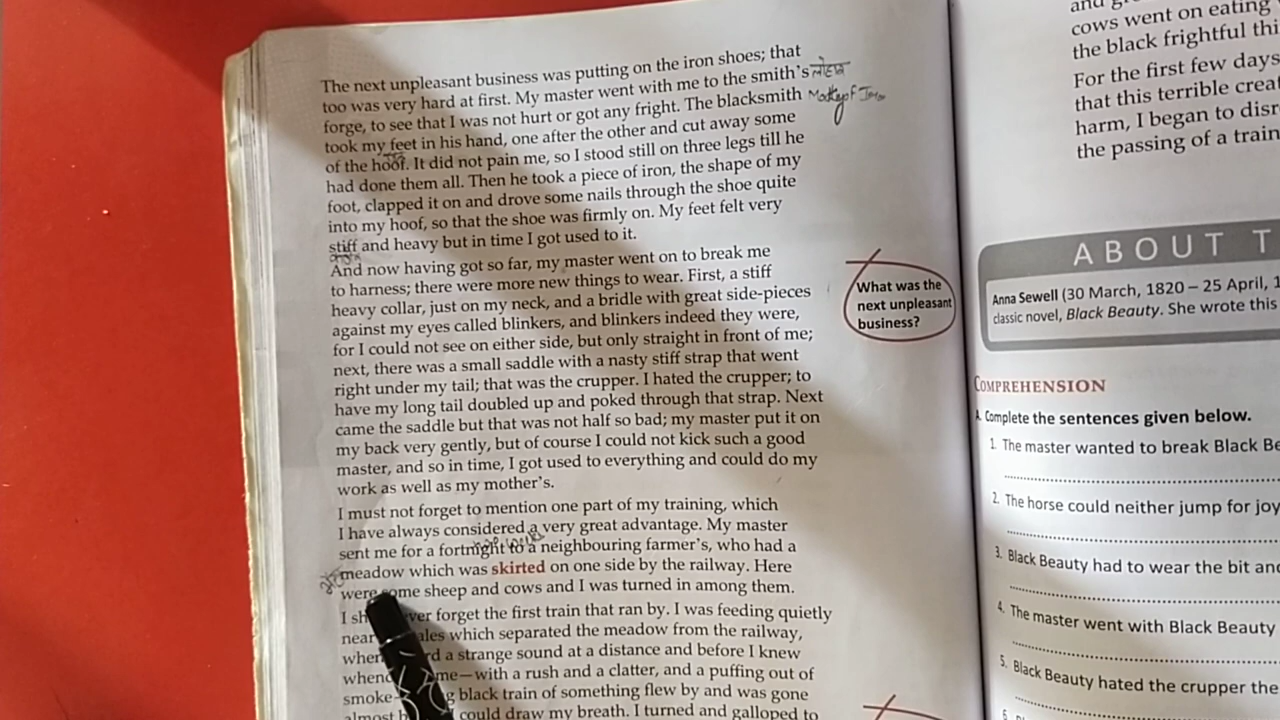 The next unpleasant business was putting on the iron shoes; that
too was very hard at first. My master went with me to the smith's
forge, to see that I was not hurt or got any fright. The blacksmith
took my feet in his hand, one after the other and cut away some
of the hoof. It did not pain me, so I stood still on three legs till he
had done them all. Then he took a piece of iron, the shape of my
foot, clapped it on and drove some nails through the shoe quite
into my hoof, so that the shoe was firmly on. My feet felt very
stiff and heavy but in time I got used to it.
And now having got so far, my master went on to break me
to harness; there were more new things to wear. First, a stiff
heavy collar, just on my neck, and a bridle with great side-pieces
against my eyes called blinkers, and blinkers indeed they were,
for I could not see on either side, but only straight in front of me;
next, there was a small saddle with a nasty stiff strap that went
right under my tail; that was the crupper. I hated the crupper; to
have my long tail doubled up and poked through that strap. Next
came the saddle but that was not half so bad; my master put it on
my back very gently, but of course I could not kick such a good
master, and so in time, I got used to everything and could do my
work as well as my mother's.
I must not forget to mention one part of my training, which
I have always considered a very great advantage. My master
sent me for a fortnight to a neighbouring farmer's, who had a
meadow which was skirted on one side by the railway. Here
were some sheep and cows and I was turned in among them.
I forget the first train that ran by. I was feeding quietly
near which separated the meadow from the railway,
when a strange sound at a distance and before I knew
with a rush and a clatter, and a puffing out of
smoke black train of something flew by and was gone
almost could draw my breath. I turned and galloped to
What was the
next unpleasant
business?
and
cows went on eating
the black frightful
For the first few days
that this terrible
harm, I began to
the passing of a train
ABOUT T
Anna Sewell (30 March, 1820 – 25 April, 1
classic novel, Black Beauty. She wrote this
COMPREHENSION
A. Complete the sentences given below.
1. The master wanted to break Black
2. The horse could neither jump for joy
3. Black Beauty had to wear the bit
4. The master went with Black Beauty
5. Black Beauty hated the crupper
6.